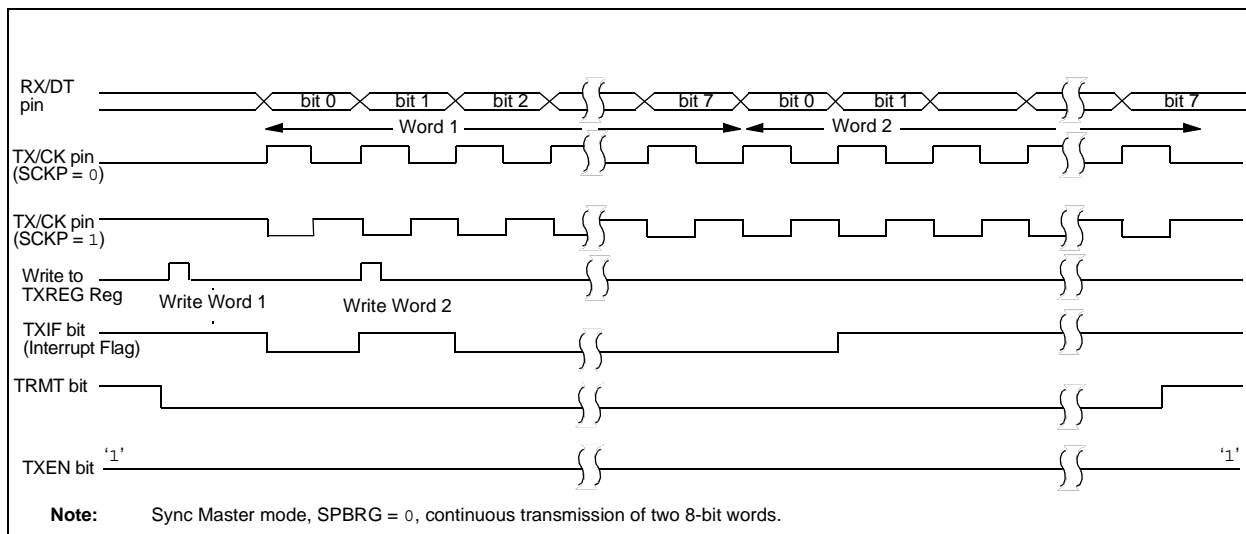 RX/DT
pin
bit 0 bit 1 bit 2 bit 7 bit 0 bit 1 bit 7
Word 1 Word 2
TX/CK pin
(SCKP = 0)
TX/CK pin
(SCKP = 1)
Write to
TXREG Reg
Write Word 1 Write Word 2
TXIF bit
(Interrupt Flag)
TRMT bit
TXEN bit ‘1’ ‘1’
Note: Sync Master mode, SPBRG = 0, continuous transmission of two 8-bit words.